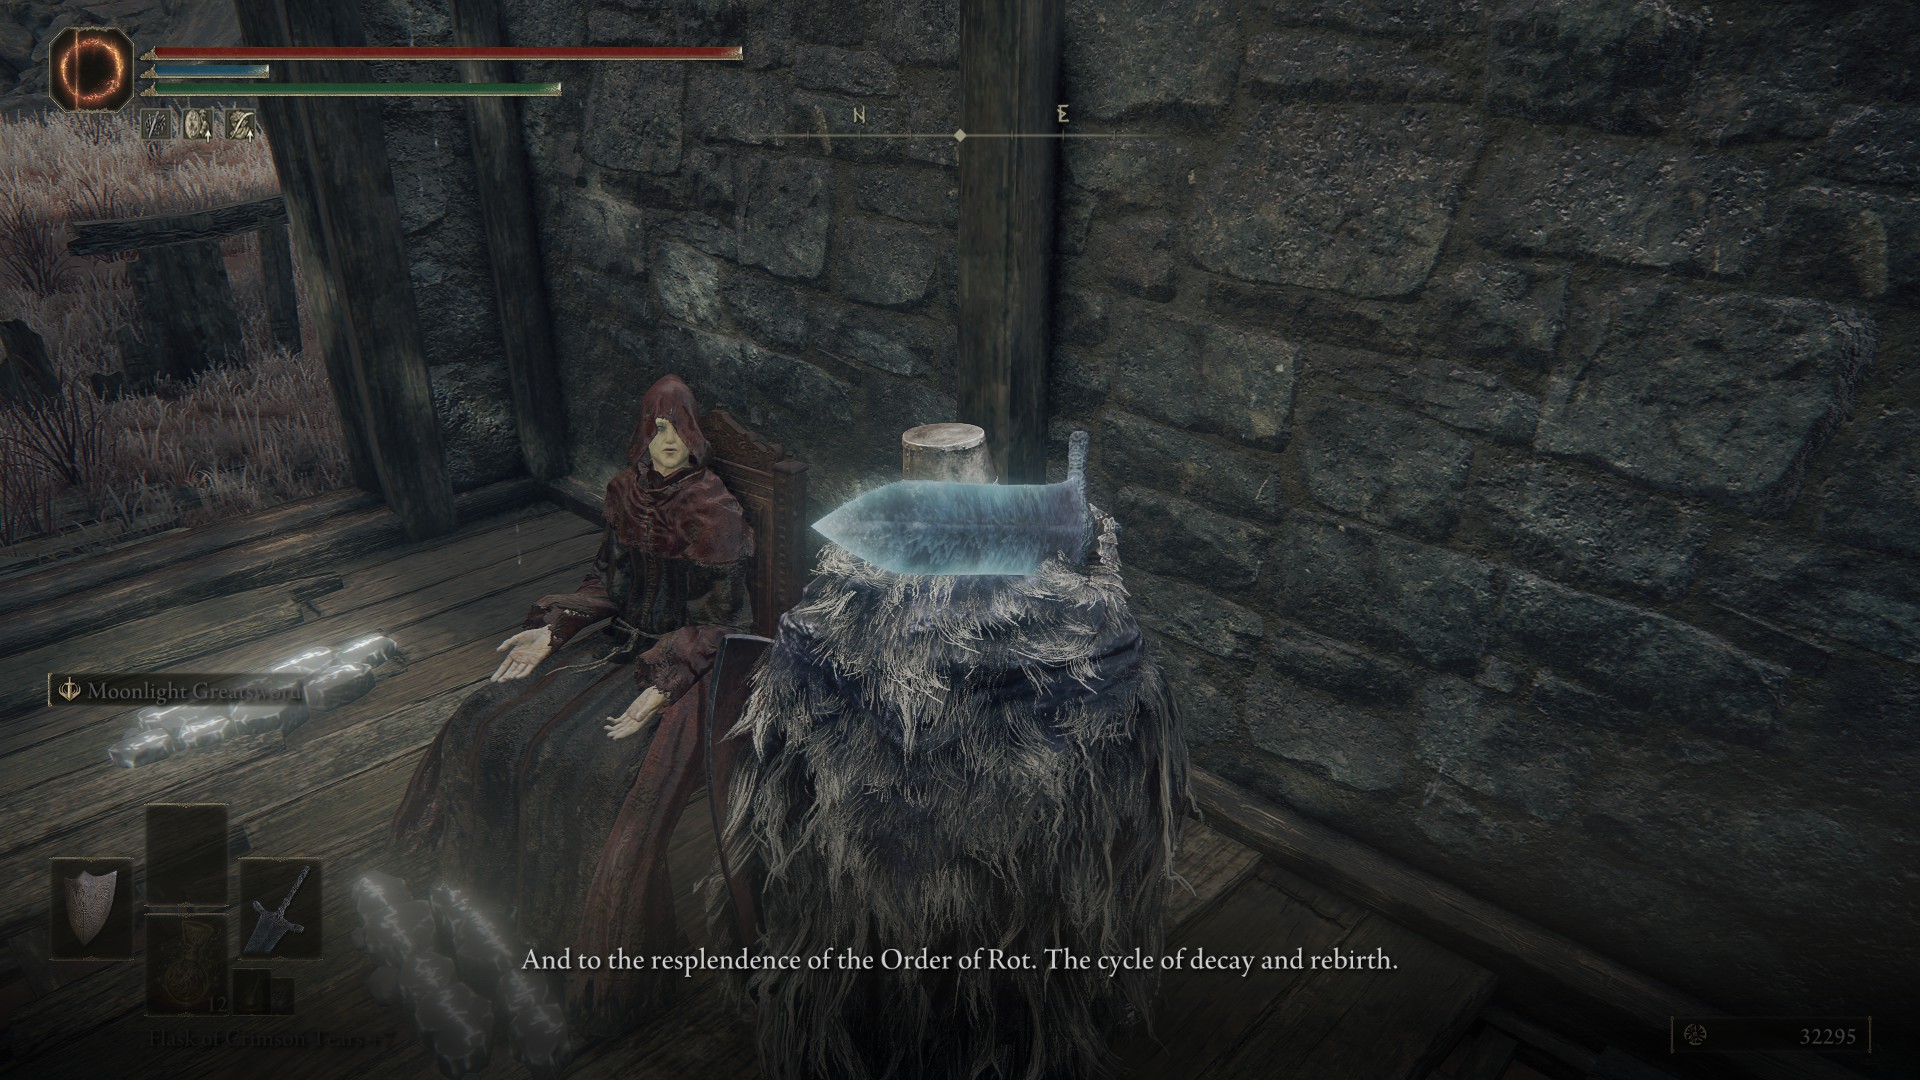 N E
Moonlight Greatsword
And to the resplendence of the Order of Rot. The cycle of decay and rebirth.
12
Flask of Crimson Tears
32295